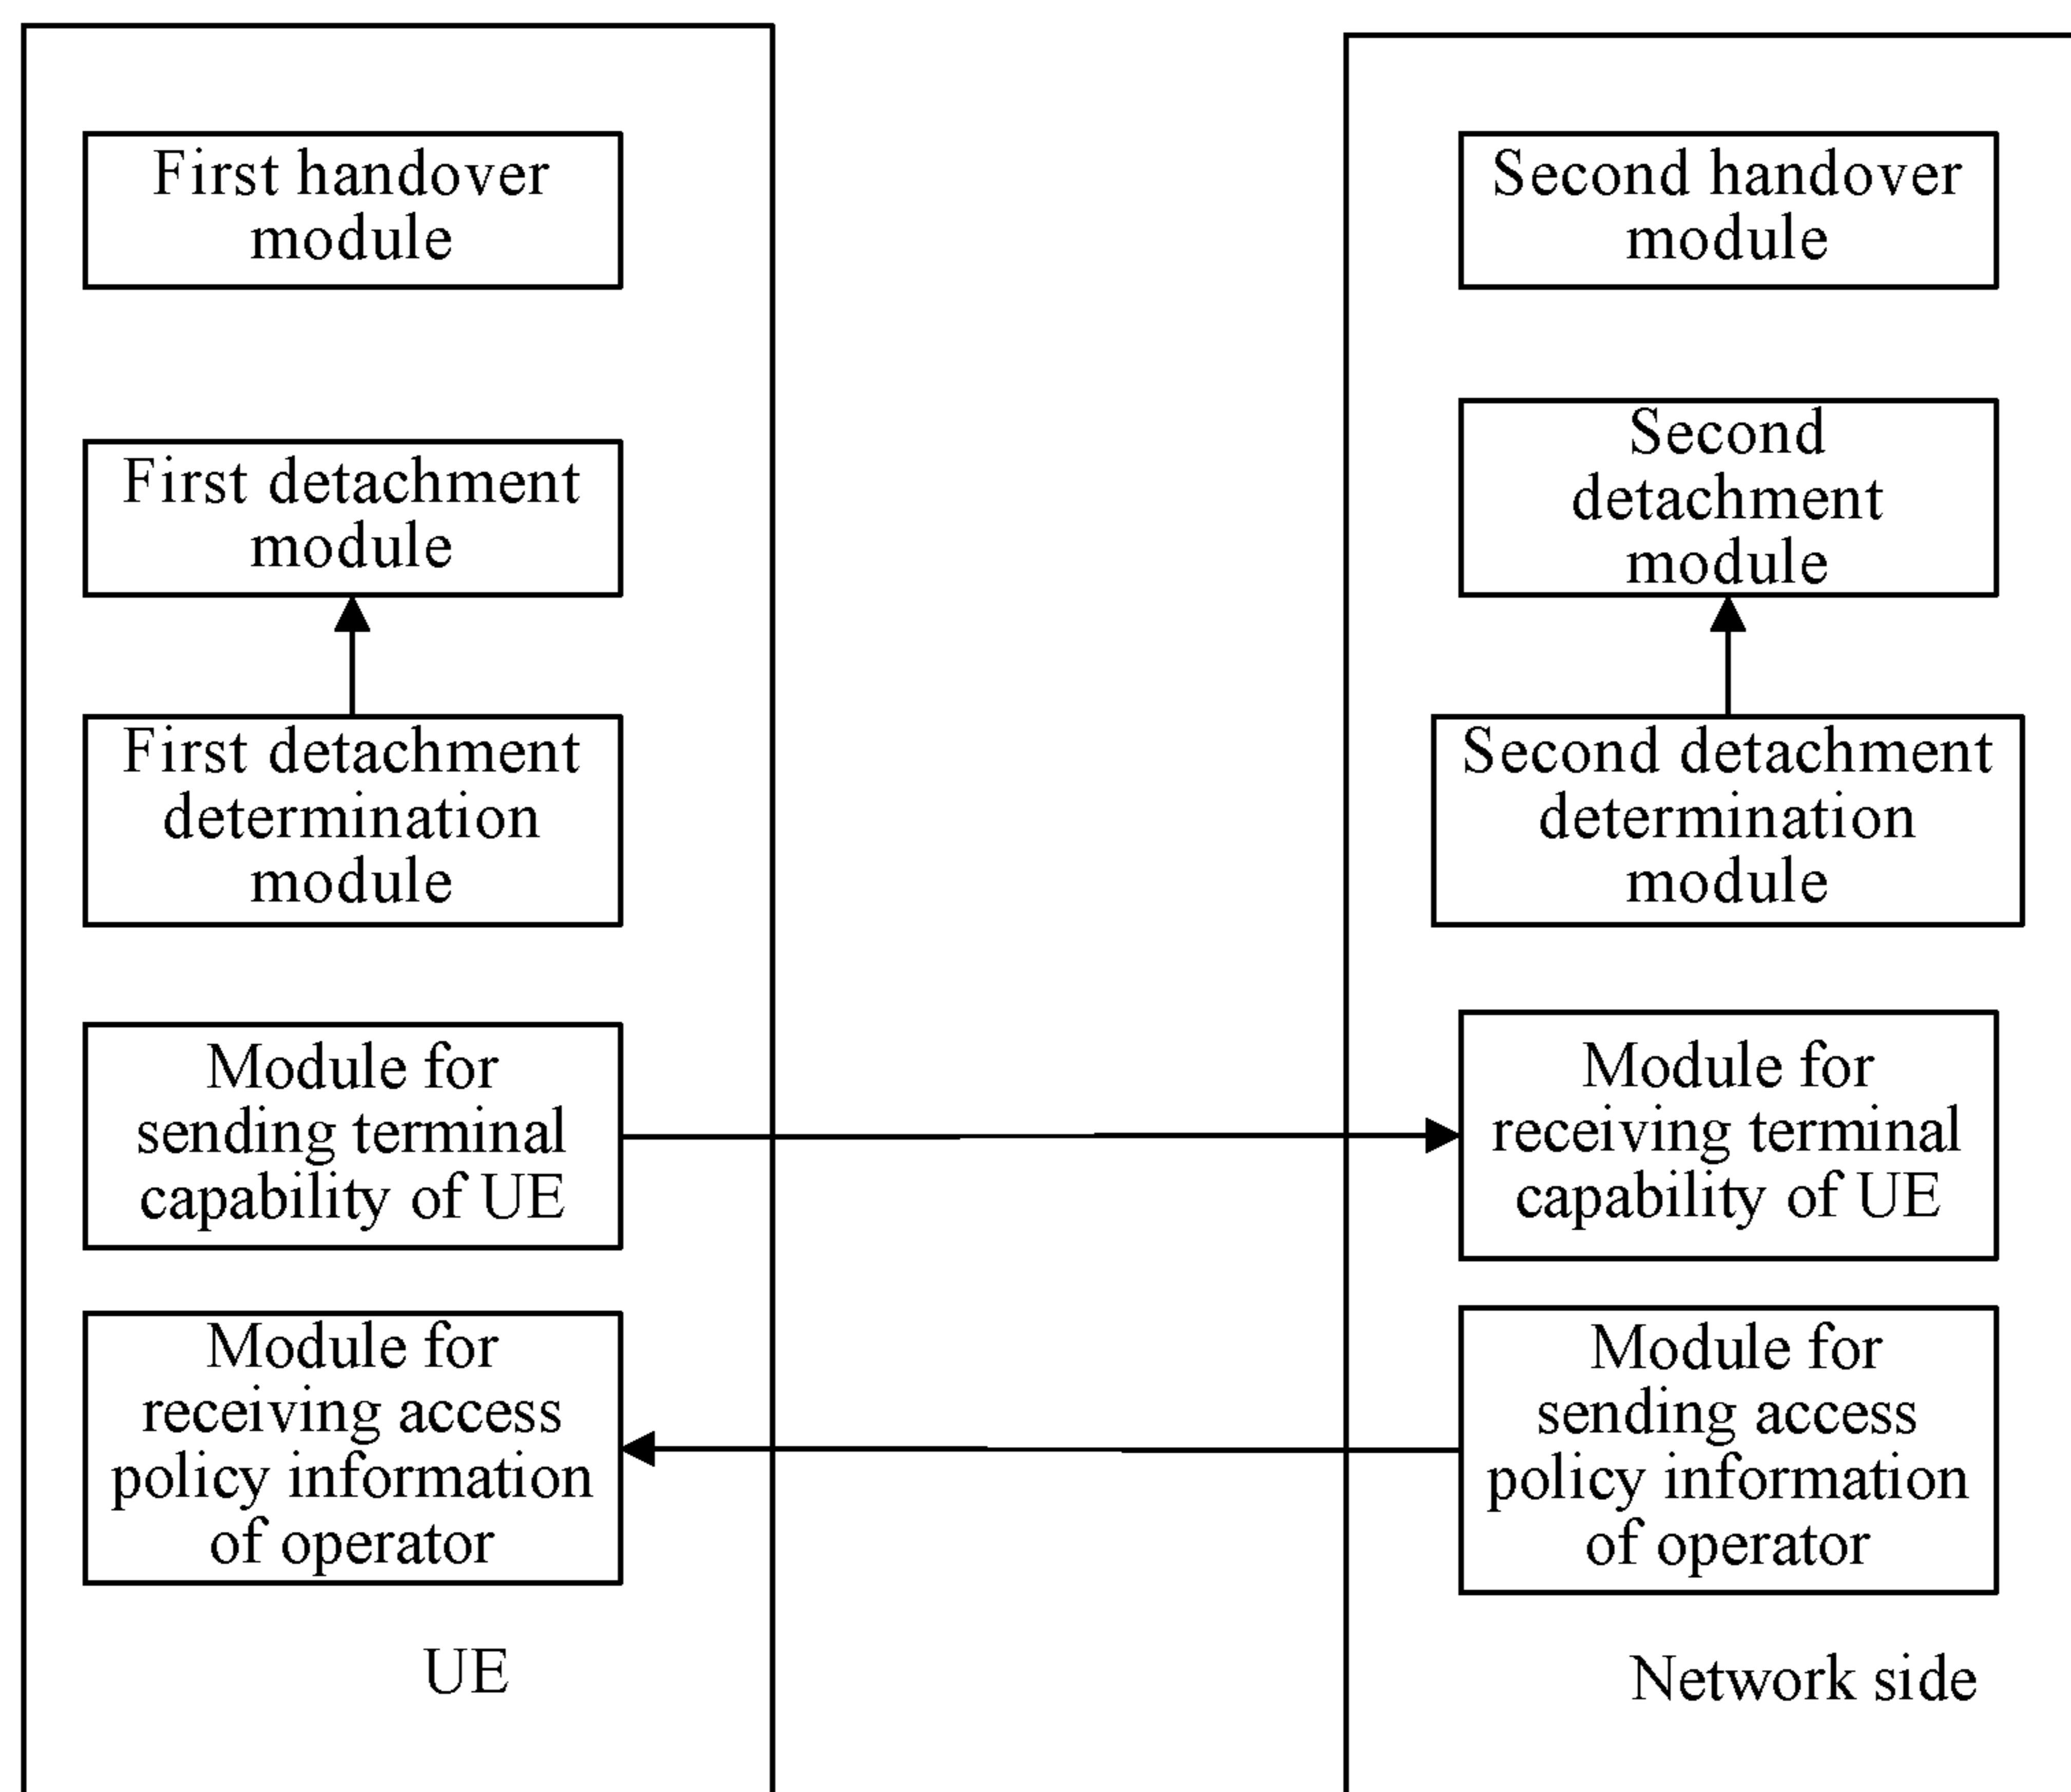 First handover
module
First detachment
module
First detachment
determination
module
Module for
sending terminal
capability of UE
Module for
receiving access
policy information
of operator
UE
Second handover
module
Second
detachment
module
Second detachment
determination
module
Module for
receiving terminal
capability of UE
Module for
sending access
policy information
of operator
Network side